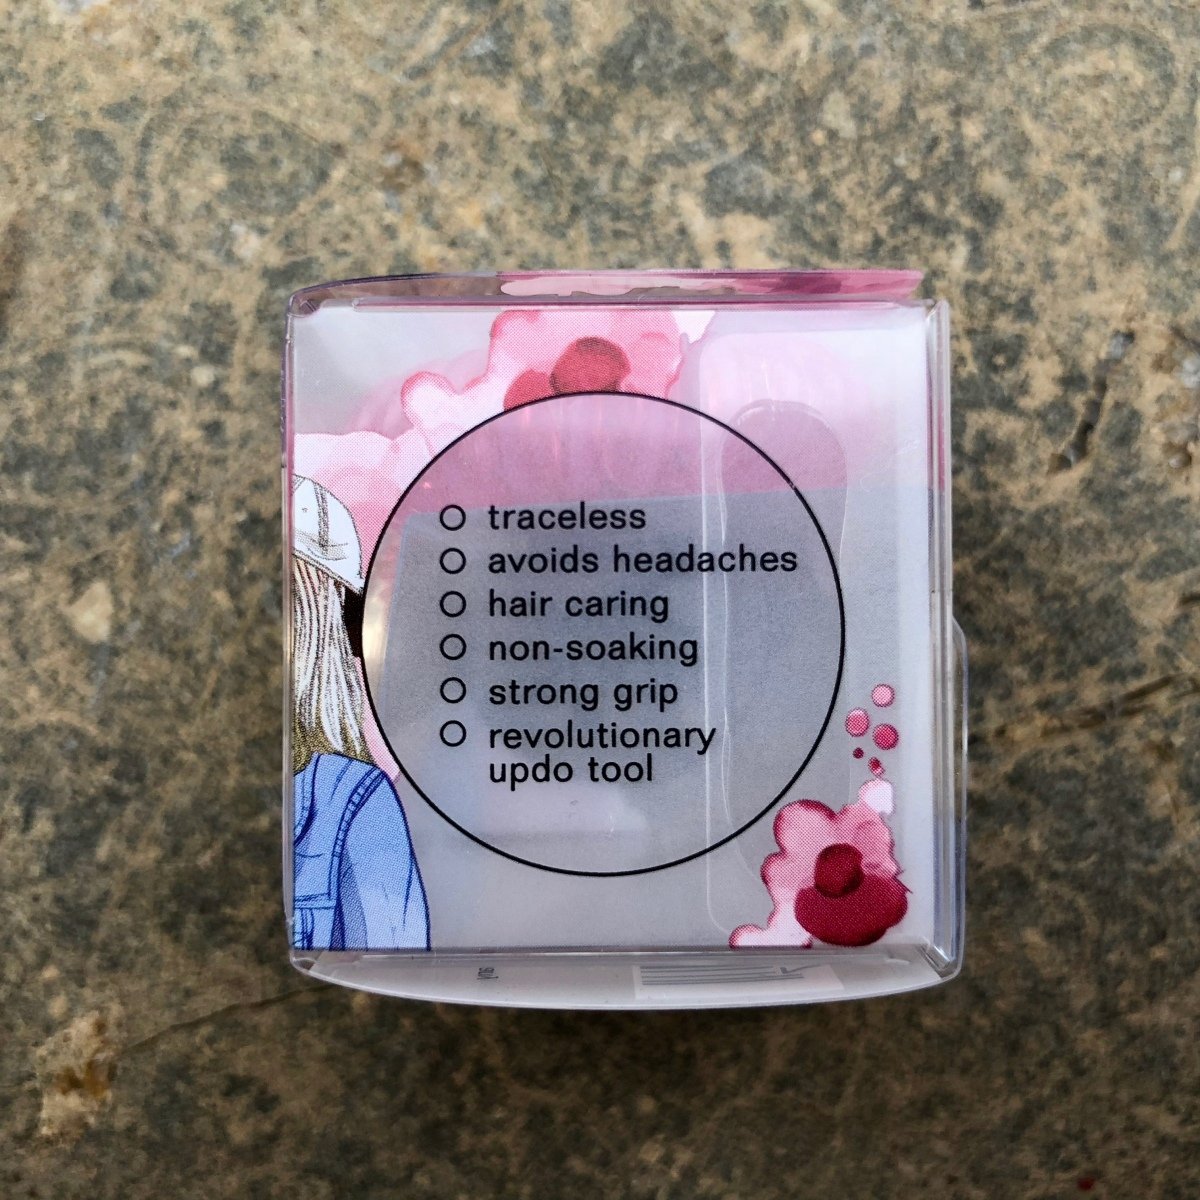 traceless
avoids headaches
hair caring
non-soaking
strong grip
revolutionary
updo tool